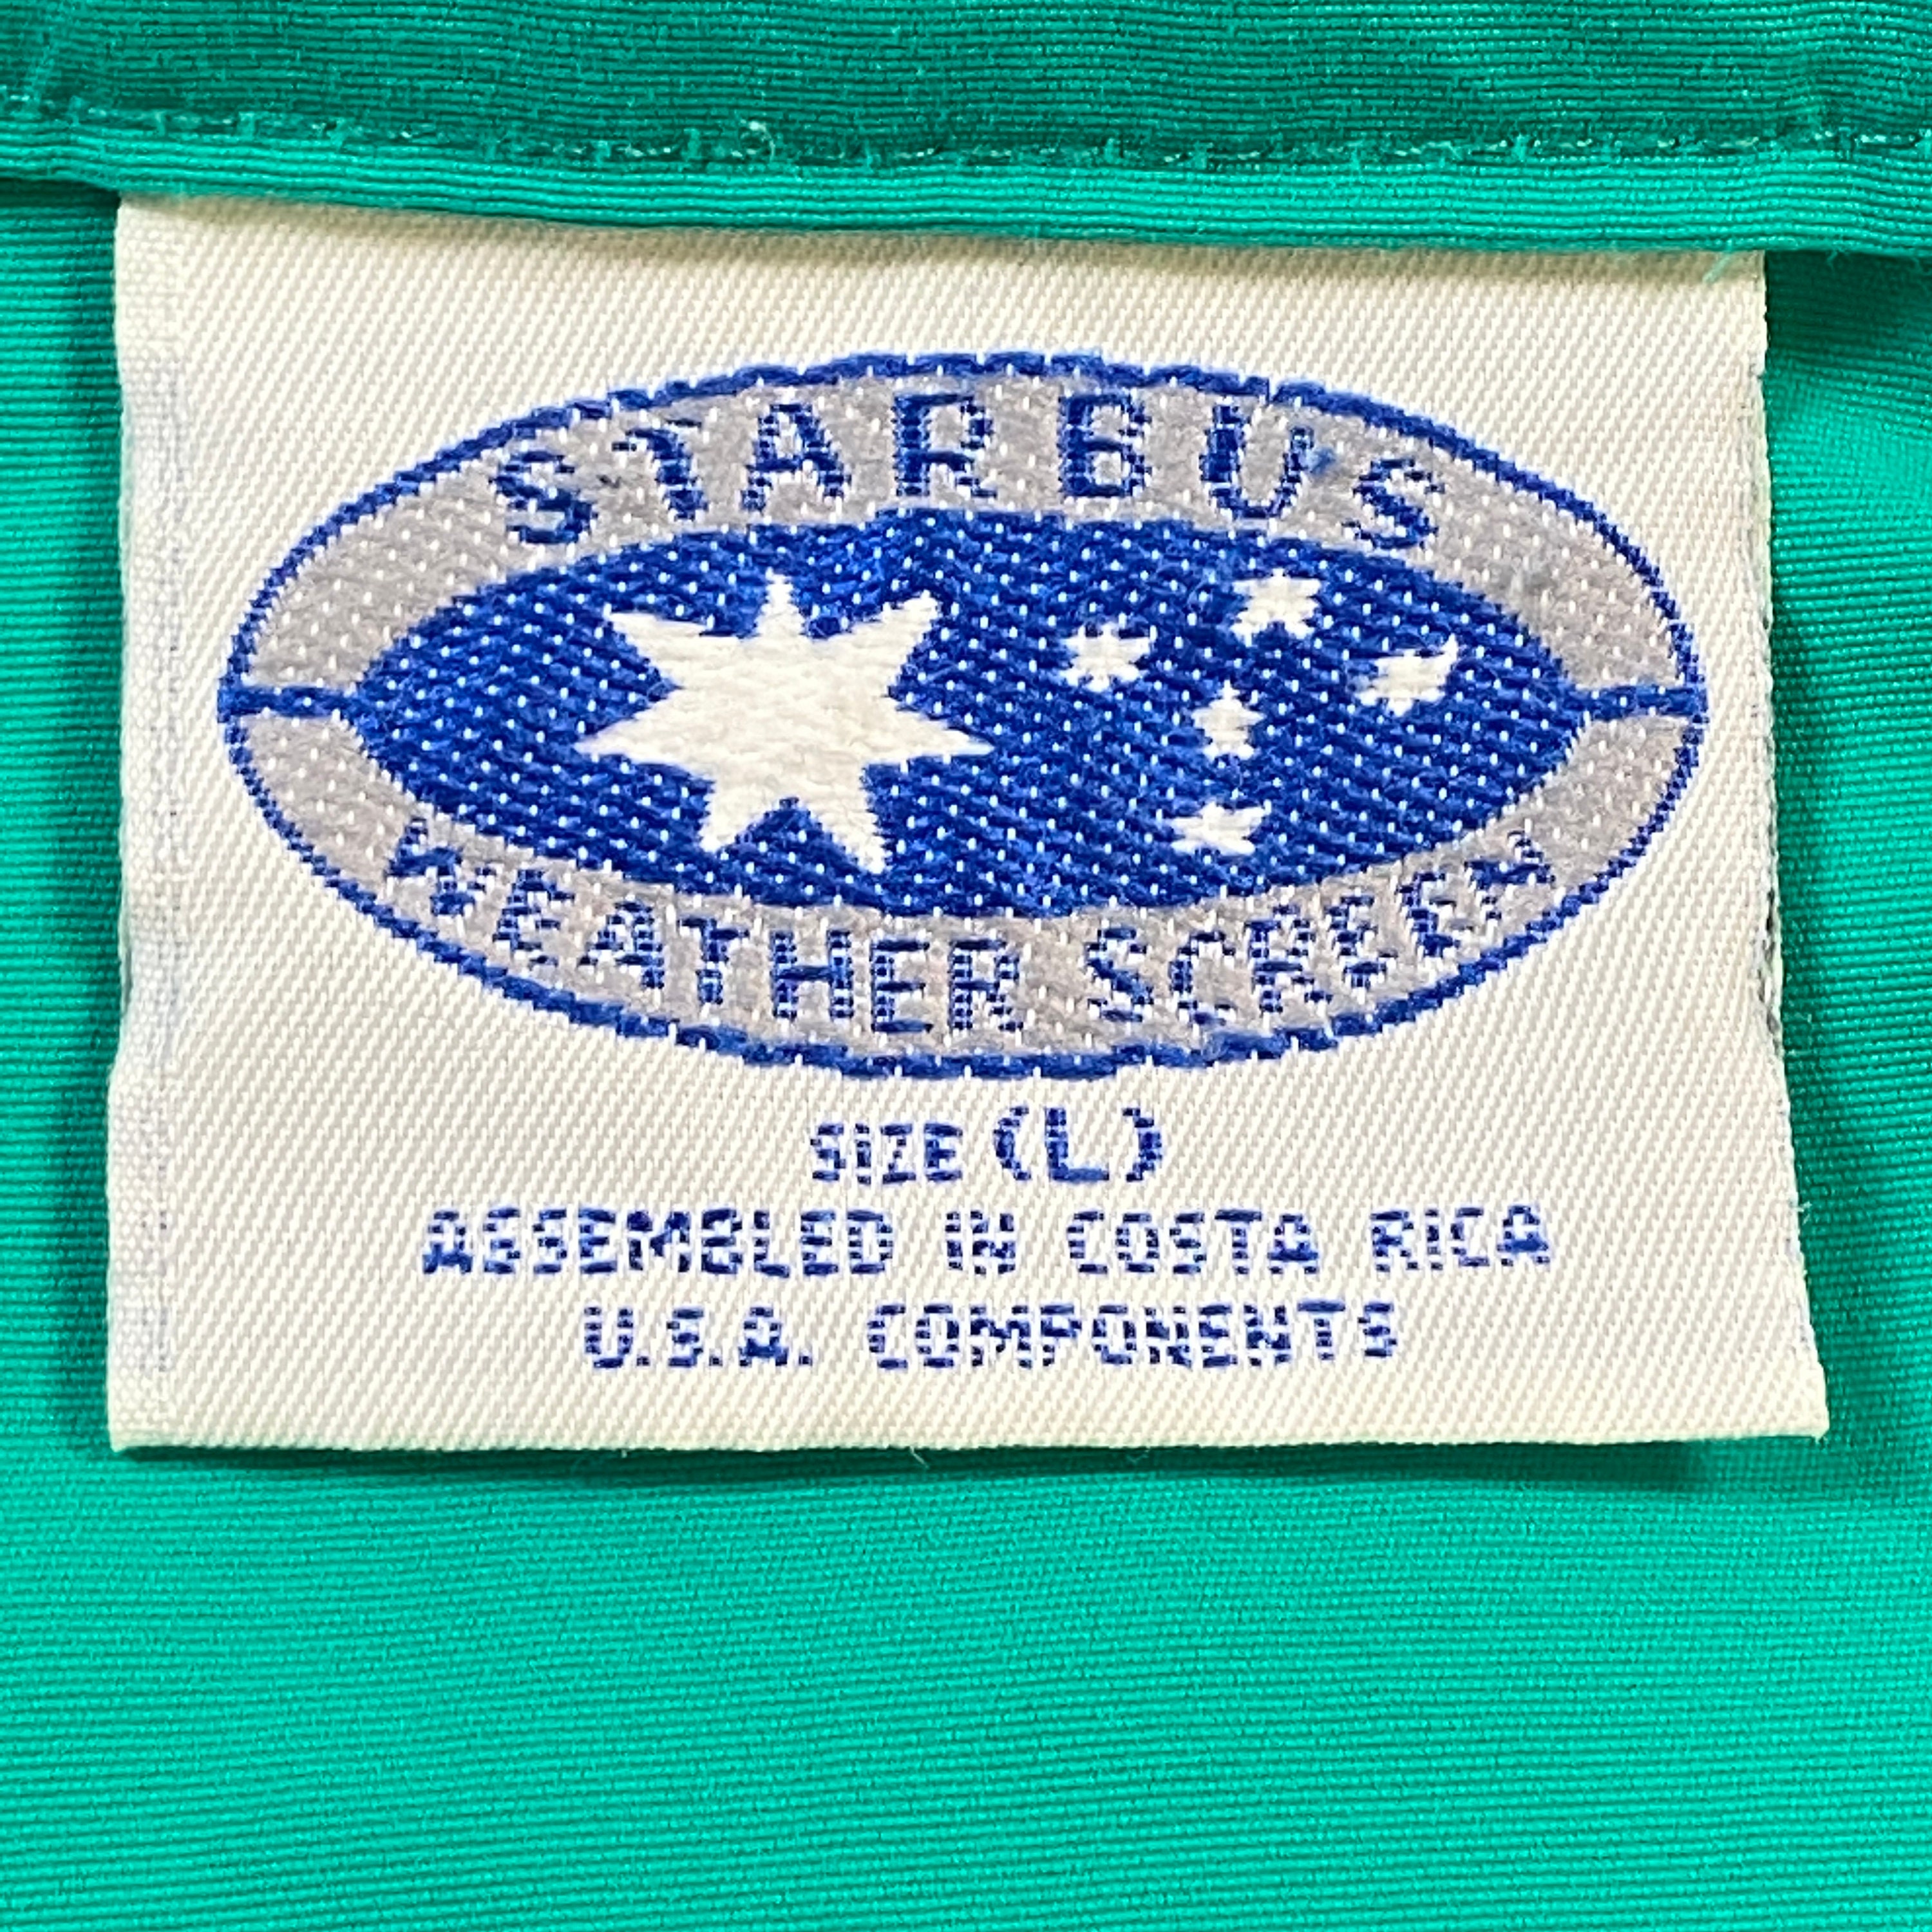 STARBUS
WEATHER SCREEN
SIZE (L)
ASSEMBLED IN COSTA RICA
U.S.A. COMPONENTS